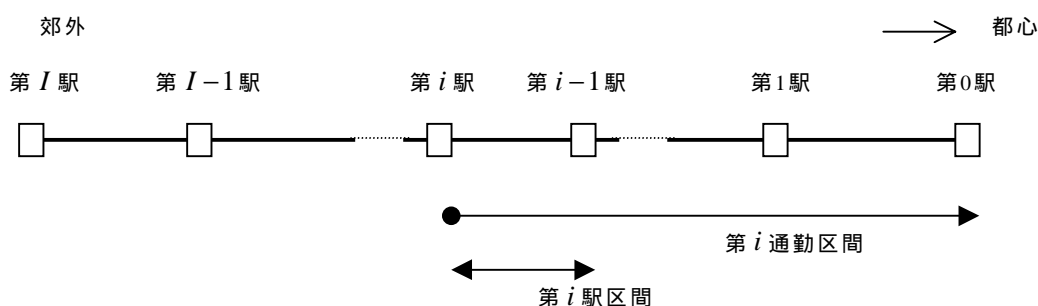 郊外 都心
第 I 駅 第 I−1駅 第 i 駅 第 i−1駅 第1駅 第0駅
第 i 通勤区間
第 i 駅区間